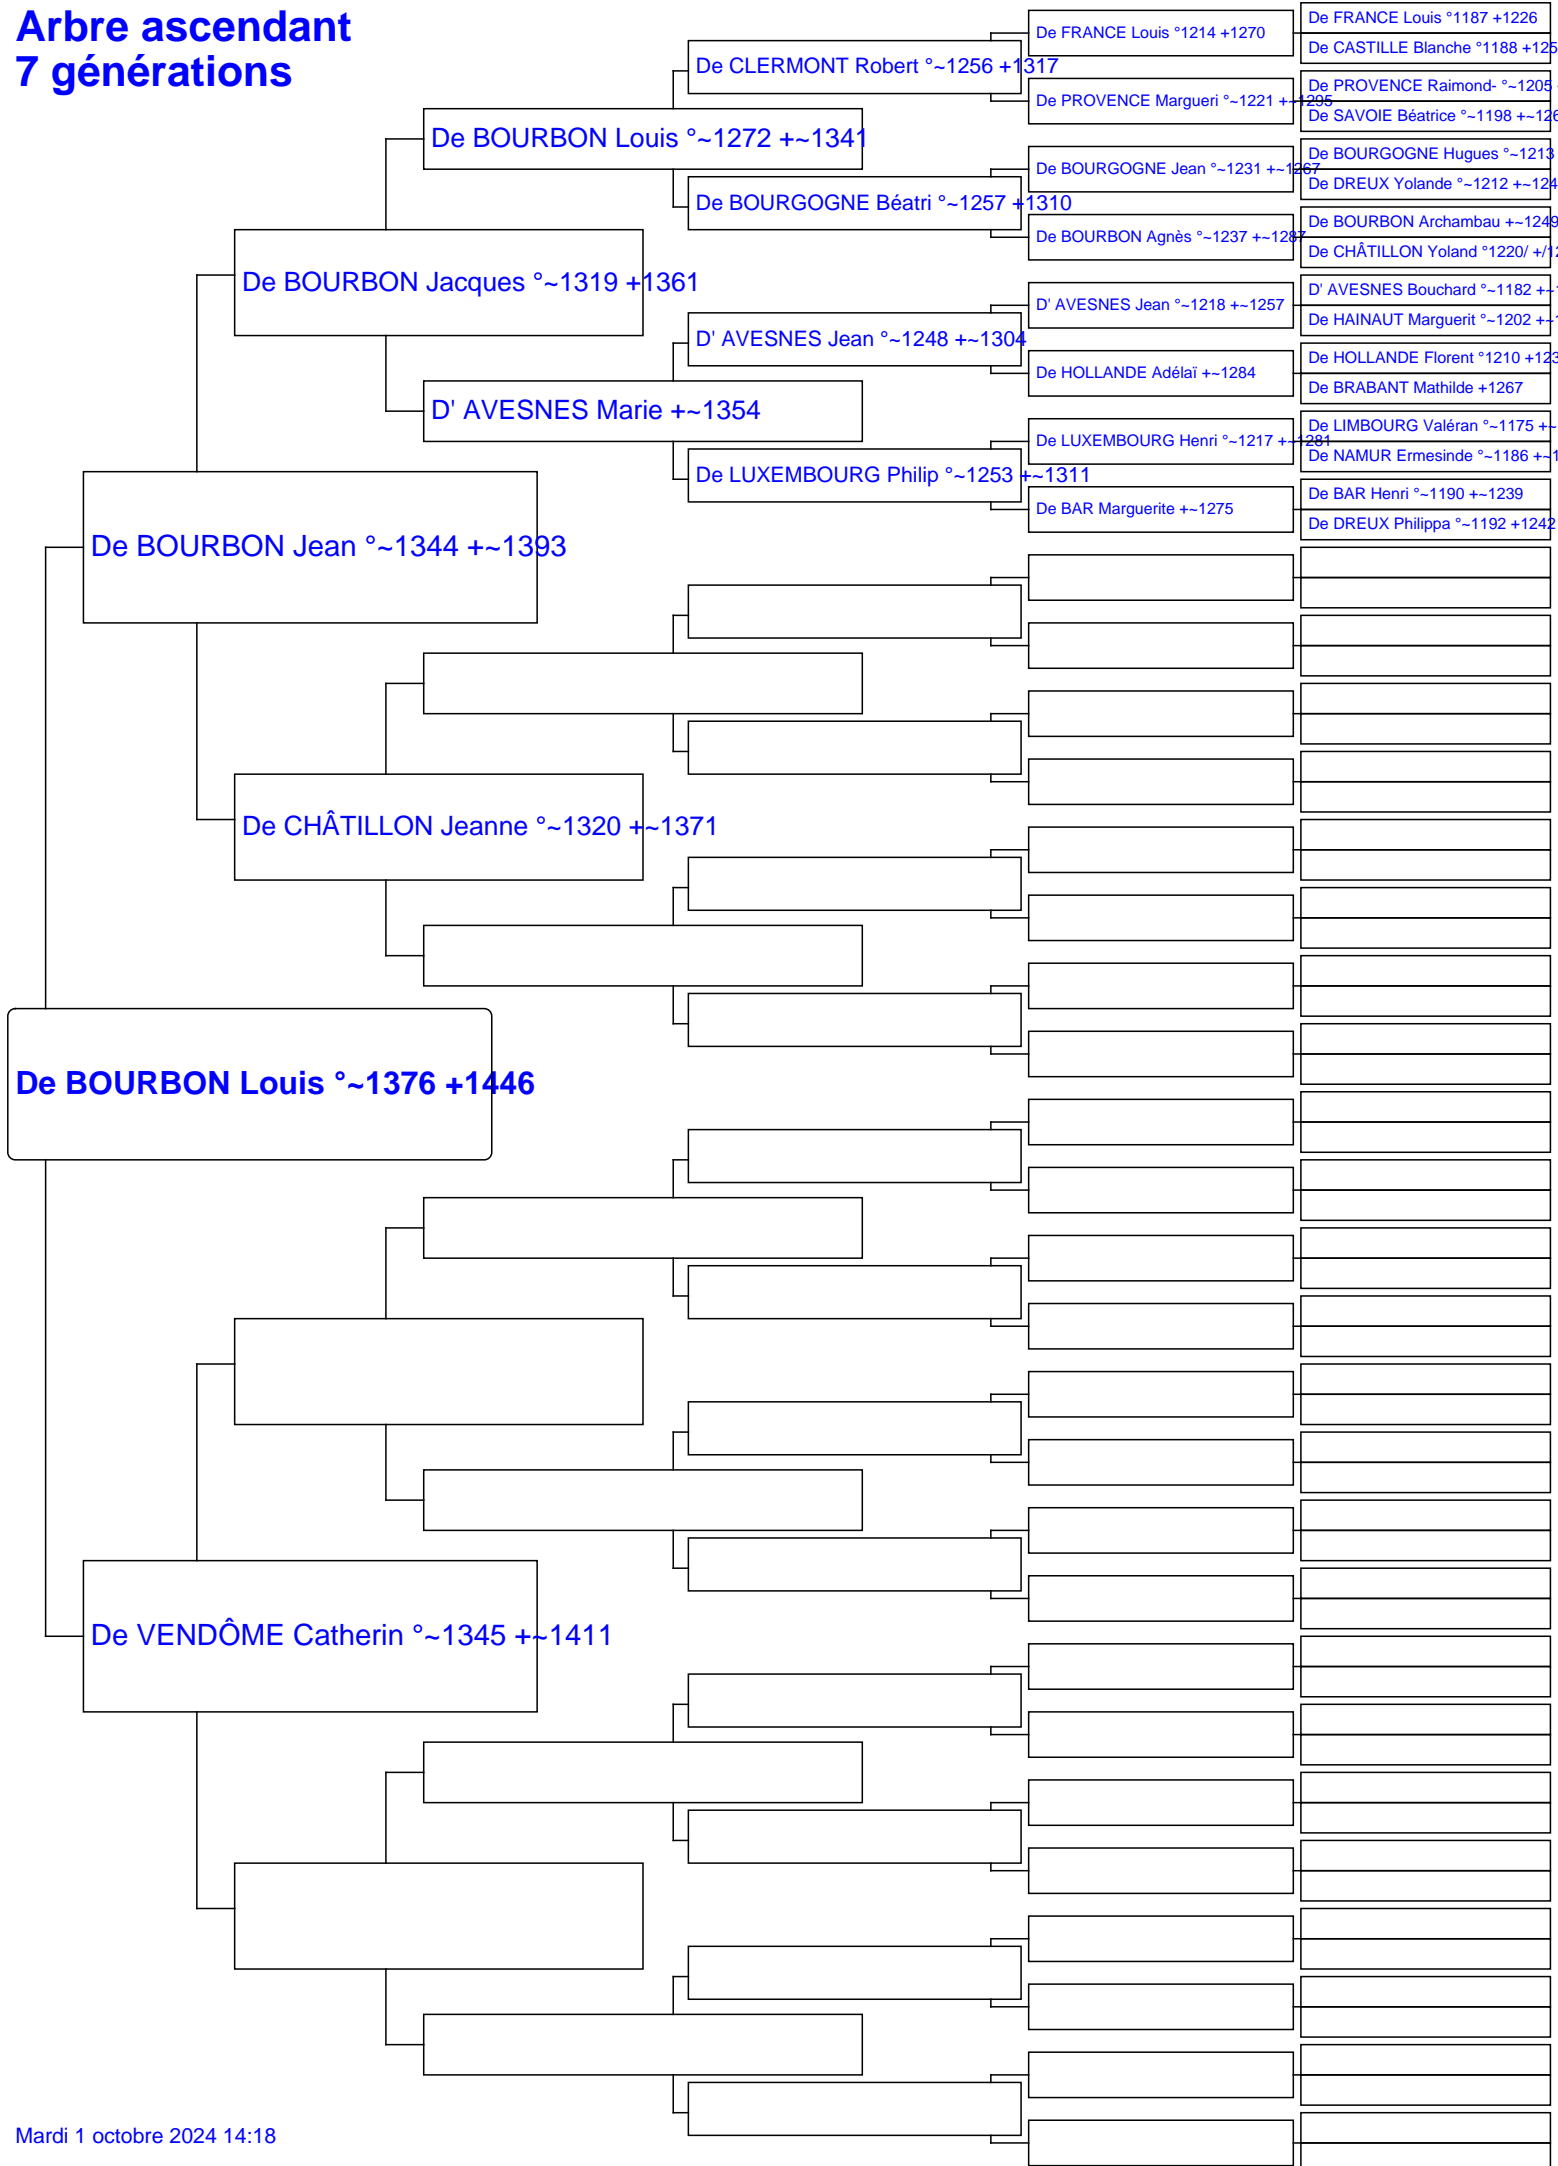 Arbre ascendant
7 générations
De FRANCE Louis °1187 +1226
De FRANCE Louis °1214 +1270
De CASTILLE Blanche °1188 +125
De CLERMONT Robert °~1256 +1317
De PROVENCE Raimond- °~1205
De PROVENCE Margueri °~1221 +~1295
De SAVOIE Béatrice °~1198 +~126
De BOURBON Louis °~1272 +~1341
De BOURGOGNE Hugues °~1213
De BOURGOGNE Jean °~1231 +~1267
De DREUX Yolande °~1212 +~124
De BOURGOGNE Béatri °~1257 +1310
De BOURBON Archambau +~1249
De BOURBON Agnès °~1237 +~1287
De CHÂTILLON Yoland °1220/ +/12
De BOURBON Jacques °~1319 +1361
D' AVESNES Bouchard °~1182 +~1
D' AVESNES Jean °~1218 +~1257
De HAINAUT Marguerit °~1202 +~1
D' AVESNES Jean °~1248 +~1304
De HOLLANDE Florent °1210 +123
De HOLLANDE Adélaï +~1284
De BRABANT Mathilde +1267
D' AVESNES Marie +~1354
De LIMBOURG Valéran °~1175 +~
De LUXEMBOURG Henri °~1217 +~1281
De NAMUR Ermesinde °~1186 +~1
De LUXEMBOURG Philip °~1253 +~1311
De BAR Henri °~1190 +~1239
De BAR Marguerite +~1275
De DREUX Philippa °~1192 +1242
De BOURBON Jean °~1344 +~1393
De CHÂTILLON Jeanne °~1320 +~1371
De BOURBON Louis °~1376 +1446
De VENDÔME Catherin °~1345 +~1411
Mardi 1 octobre 2024 14:18